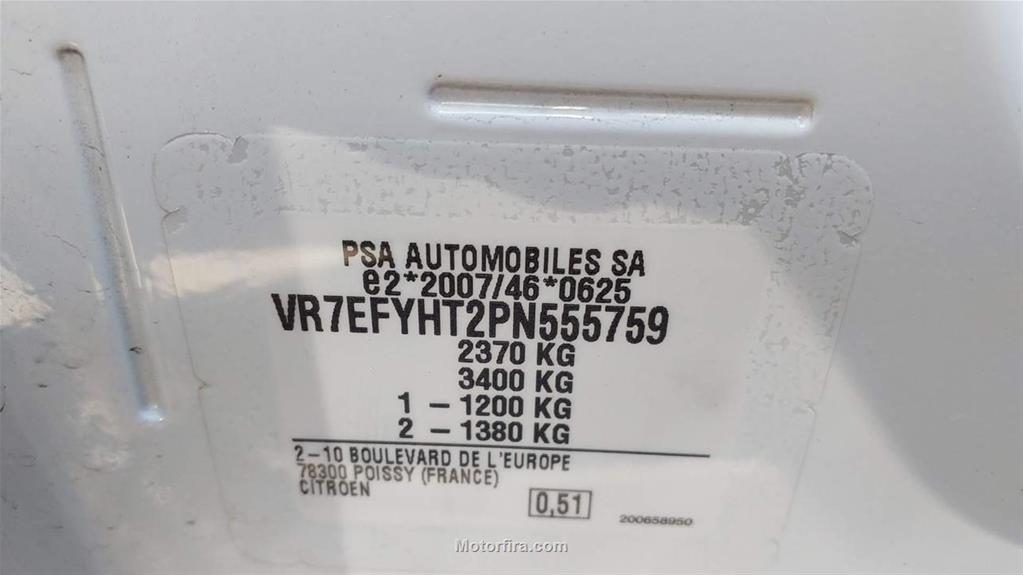 PSA AUTOMOBILES SA
e2*2007/46*0625
VR7EFYHT2PN555759
2370 KG
3400 KG
1 – 1200 KG
2 – 1380 KG
2–10 BOULEVARD DE L'EUROPE
78300 POISSY (FRANCE)
CITROEN
0,51
200658950
Motorfira.com